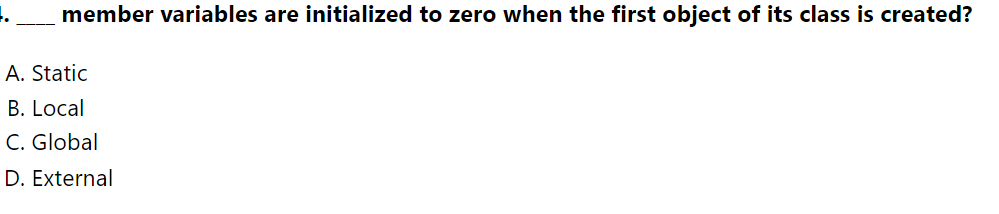 . ____ member variables are initialized to zero when the first object of its class is created?
A. Static
B. Local
C. Global
D. External